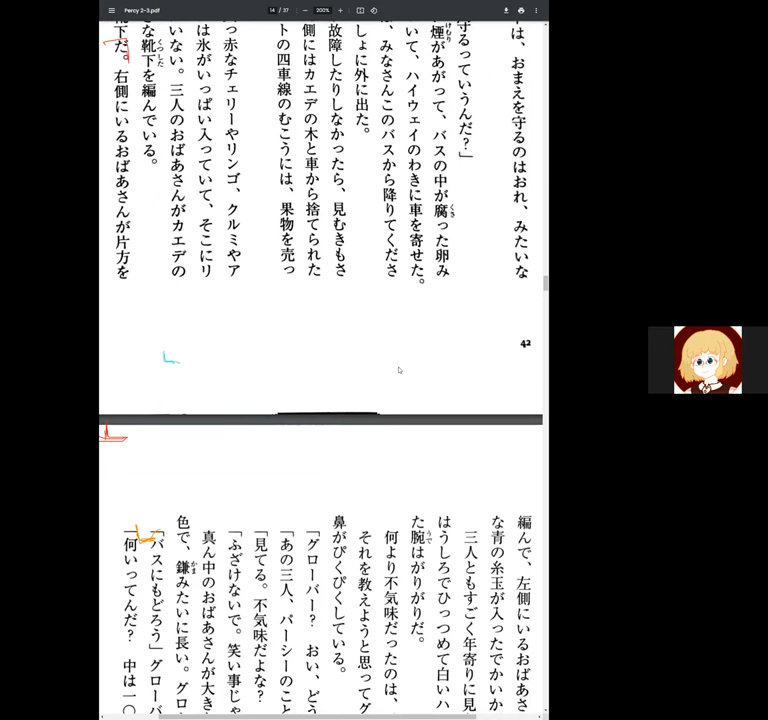 Percy 2-3.pdf
14 / 37
200%
は、おまえを守るのはおれ、みたいな
守るっていうんだ？」
煙があがって、バスの中が腐った卵み
いて、ハイウェイのわきに車を寄せた。
、みなさんこのバスから降りてくださ
しょに外に出た。
故障したりしなかったら、見むきもさ
側にはカエデの木と車から捨てられた
トの四車線のむこうには、果物を売っ
っ赤なチェリーやリンゴ、クルミやア
は氷がいっぱい入っていて、そこにリ
いない。三人のおばあさんがカエデの
きな靴下を編んでいる。
靴下だ。右側にいるおばあさんが片方を
42
編んで、左側にいるおばあさ
な青の糸玉が入ったでかいか
三人ともすごく年寄りに見
はうしろでひっつめて白いハ
た腕はがりがりだ。
何より不気味だったのは、
それを教えようと思ってグ
鼻がぴくぴくしている。
「グローバー？　おい、どう
「あの三人、パーシーのこと
「見てる。不気味だよな？
「ふざけないで。笑い事じゃ
真ん中のおばあさんが大き
色で、鎌みたいに長い。グロ
「バスにもどろう」グローバ
「何いってんだ？　中は一〇